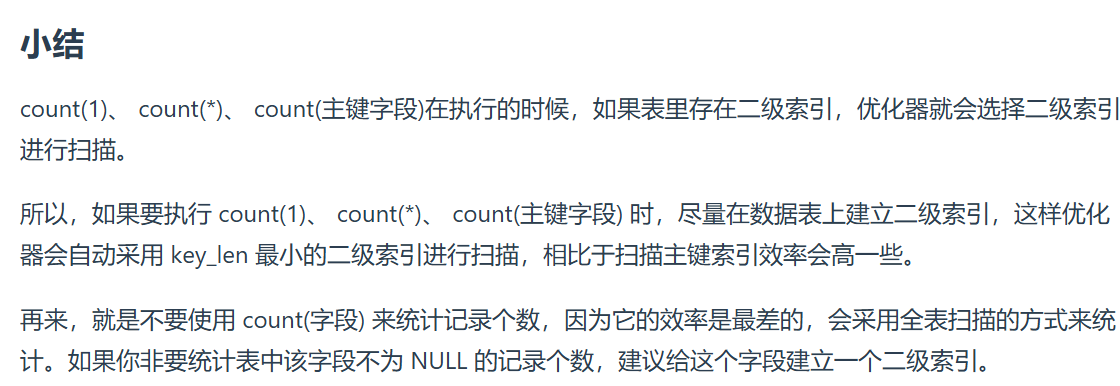 小结
count(1)、 count(*)、 count(主键字段)在执行的时候，如果表里存在二级索引，优化器就会选择二级索引
进行扫描。
所以，如果要执行 count(1)、 count(*)、 count(主键字段) 时，尽量在数据表上建立二级索引，这样优化
器会自动采用 key_len 最小的二级索引进行扫描，相比于扫描主键索引效率会高一些。
再来，就是不要使用 count(字段) 来统计记录个数，因为它的效率是最差的，会采用全表扫描的方式来统
计。如果你非要统计表中该字段不为 NULL 的记录个数，建议给这个字段建立一个二级索引。